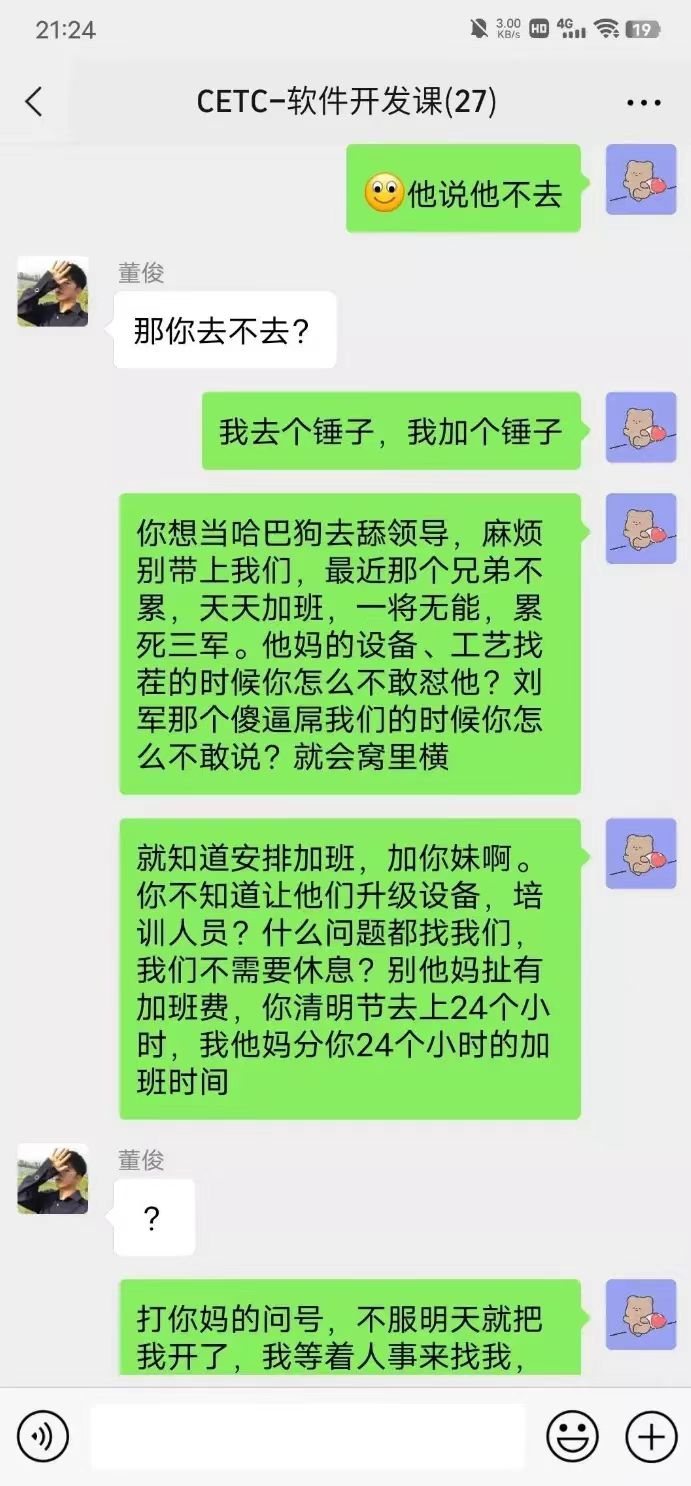 21:24
3.00
KB/s
HD
4G
19
CETC-软件开发课(27)
他说他不去
董俊
那你去不去?
我去个锤子，我加个锤子
你想当哈巴狗去舔领导，麻烦
别带上我们，最近那个兄弟不
累，天天加班，一将无能，累
死三军。他妈的设备、工艺找
茬的时候你怎么不敢怼他？刘
军那个傻逼屌我们的时候你怎
么不敢说？就会窝里横
就知道安排加班，加你妹啊。
你不知道让他们升级设备，培
训人员？什么问题都找我们，
我们不需要休息？别他妈扯有
加班费，你清明节去上24个小
时，我他妈分你24个小时的加
班时间
董俊
？
打你妈的问号，不服明天就把
我开了，我等着人事来找我，